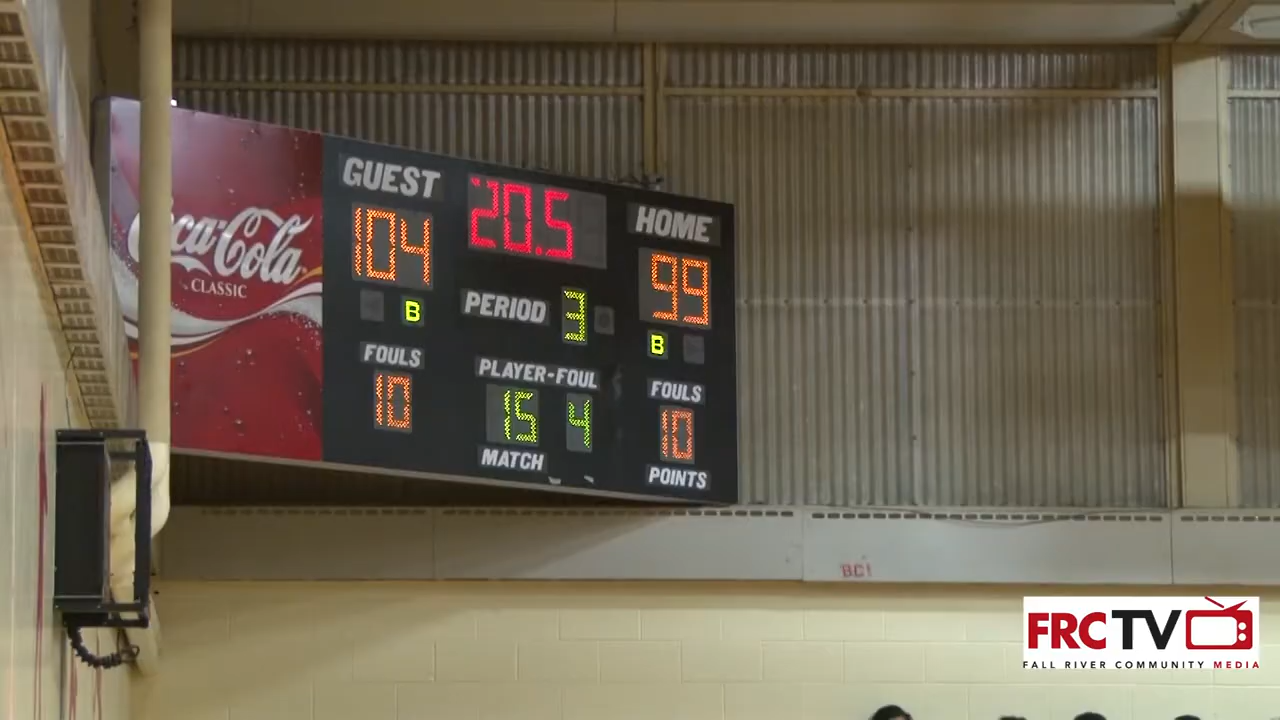 Coca-Cola
CLASSIC
GUEST
104
20.5
HOME
99
B
PERIOD 3
B
FOULS
10
PLAYER-FOUL
15 4
FOULS
10
MATCH
POINTS
FRCTV
FALL RIVER COMMUNITY MEDIA